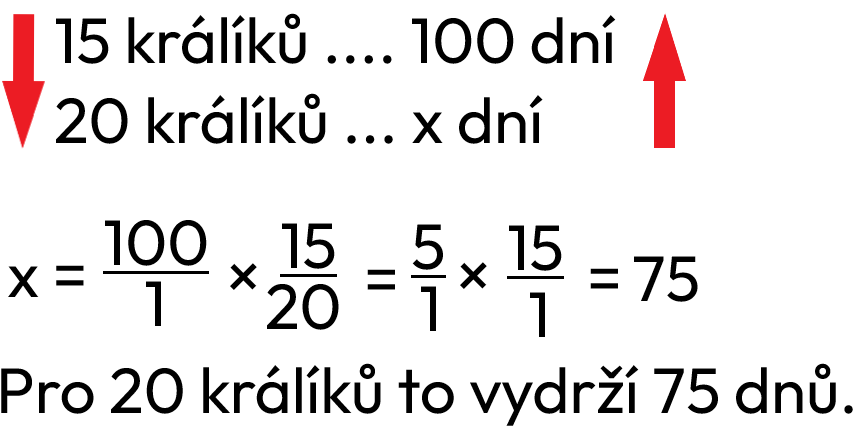 15 králíků .... 100 dní
20 králíků ... x dní
x = 100/1 × 15/20 = 5/1 × 15/1 = 75
Pro 20 králíků to vydrží 75 dnů.